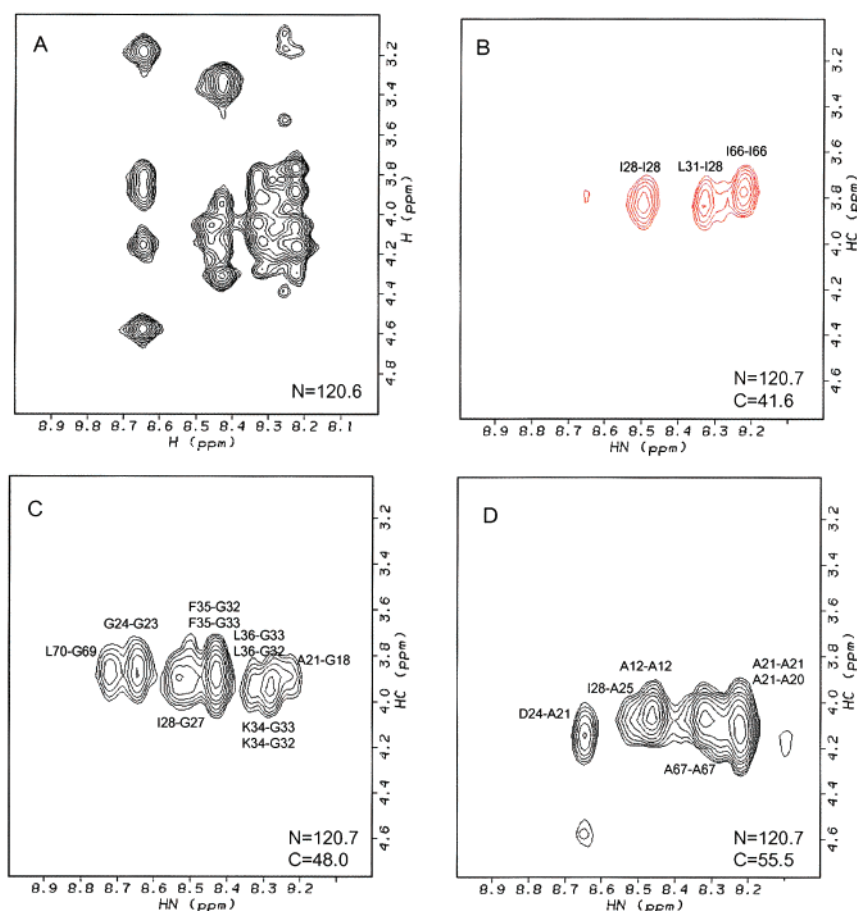 A
3.2
3.4
3.6
3.8
4.0
4.2
4.4
4.6
4.8
H (ppm)
N=120.6
8.9 8.8 8.7 8.6 8.5 8.4 8.3 8.2 8.1
H (ppm)
B
I28-I28
L31-I28
I66-I66
3.2
3.4
3.6
3.8
4.0
4.2
4.4
4.6
HC (ppm)
N=120.7
C=41.6
8.9 8.8 8.7 8.6 8.5 8.4 8.3 8.2
HN (ppm)
C
L70-G69
G24-G23
F35-G32
F35-G33
L36-G33
L36-G32
A21-G18
I28-G27
K34-G33
K34-G32
3.2
3.4
3.6
3.8
4.0
4.2
4.4
4.6
HC (ppm)
N=120.7
C=48.0
8.9 8.8 8.7 8.6 8.5 8.4 8.3 8.2
HN (ppm)
D
A12-A12
A21-A21
A21-A20
I28-A25
D24-A21
A67-A67
3.2
3.4
3.6
3.8
4.0
4.2
4.4
4.6
HC (ppm)
N=120.7
C=55.5
8.9 8.8 8.7 8.6 8.5 8.4 8.3 8.2
HN (ppm)